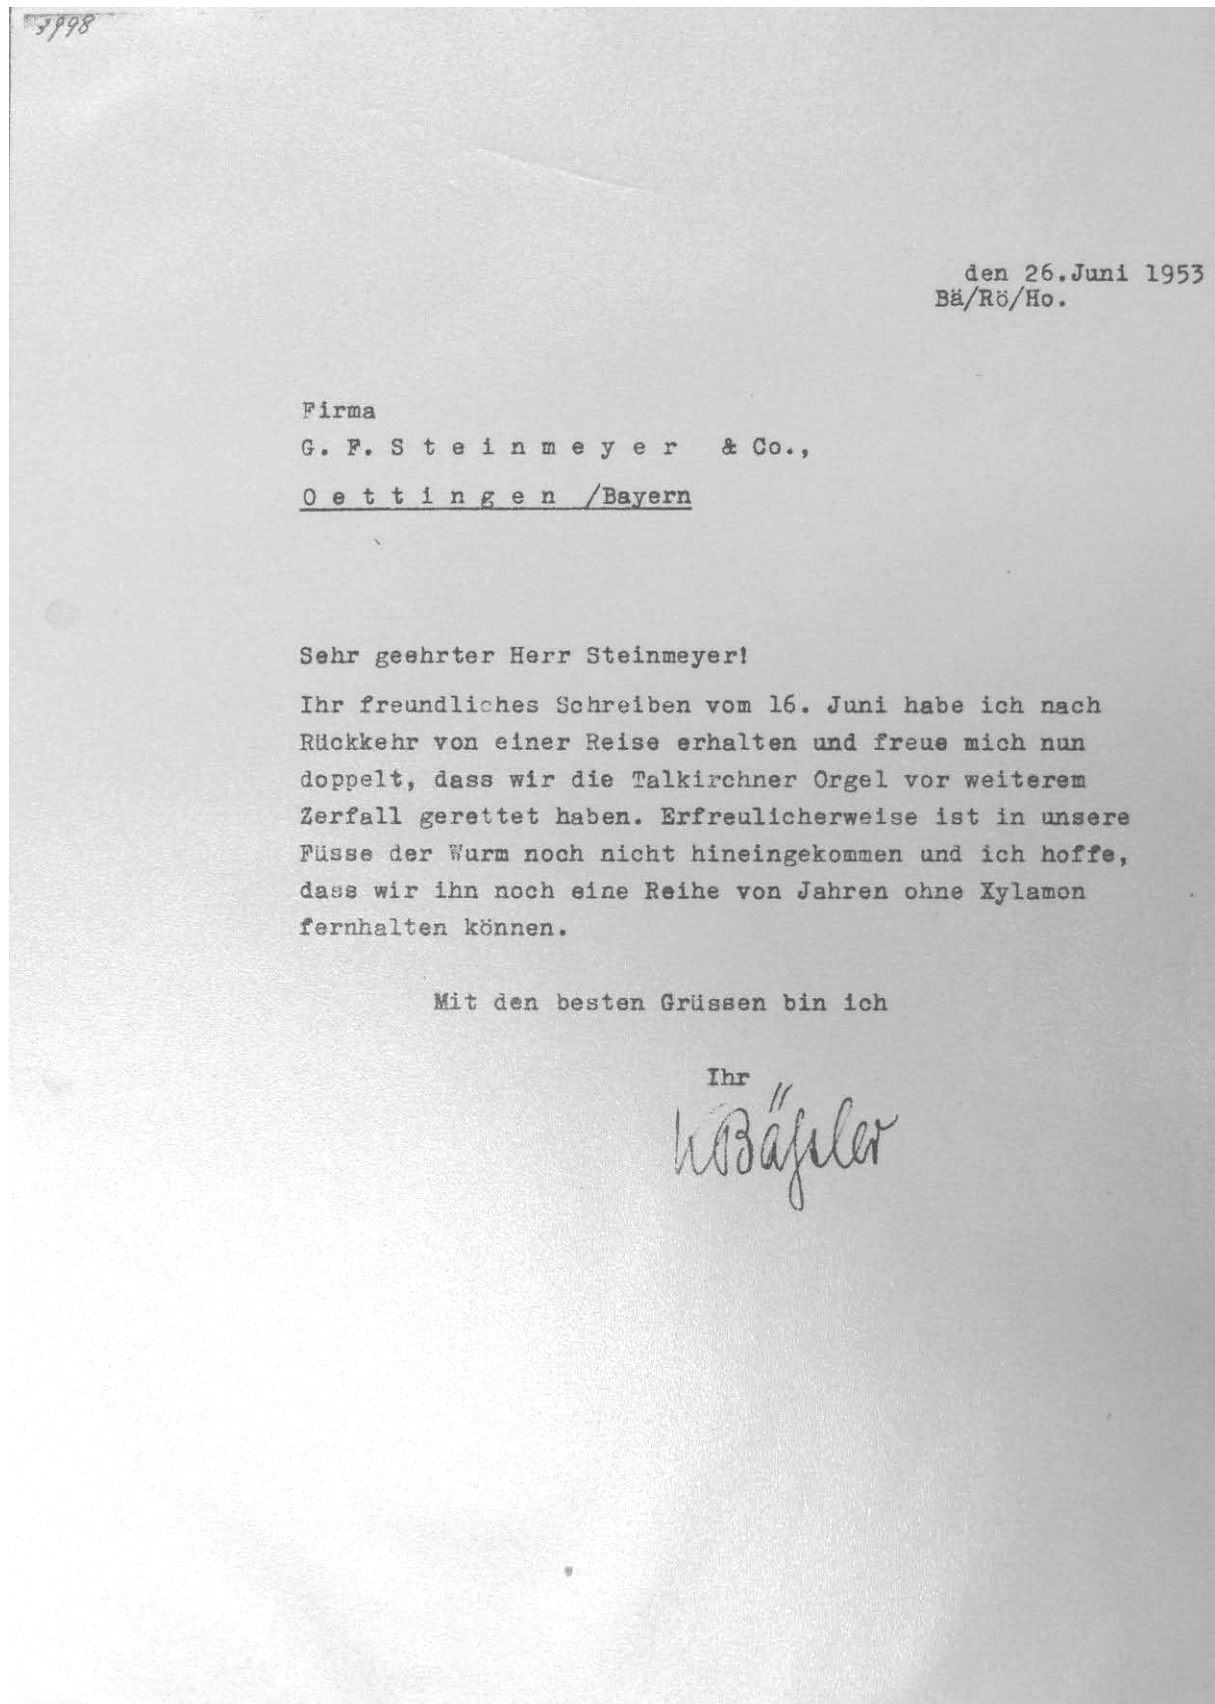 den 26.Juni 1953
Bä/Rö/Ho.
Firma
G. F. S t e i n m e y e r & Co.,
O e t t i n g e n /Bayern
Sehr geehrter Herr Steinmeyer!
Ihr freundliches Schreiben vom 16. Juni habe ich nach
Rückkehr von einer Reise erhalten und freue mich nun
doppelt, dass wir die Talkirchner Orgel vor weiterem
Zerfall gerettet haben. Erfreulicherweise ist in unsere
Füsse der Wurm noch nicht hineingekommen und ich hoffe,
dass wir ihn noch eine Reihe von Jahren ohne Xylamon
fernhalten können.
Mit den besten Grüssen bin ich
Ihr
Bäßler